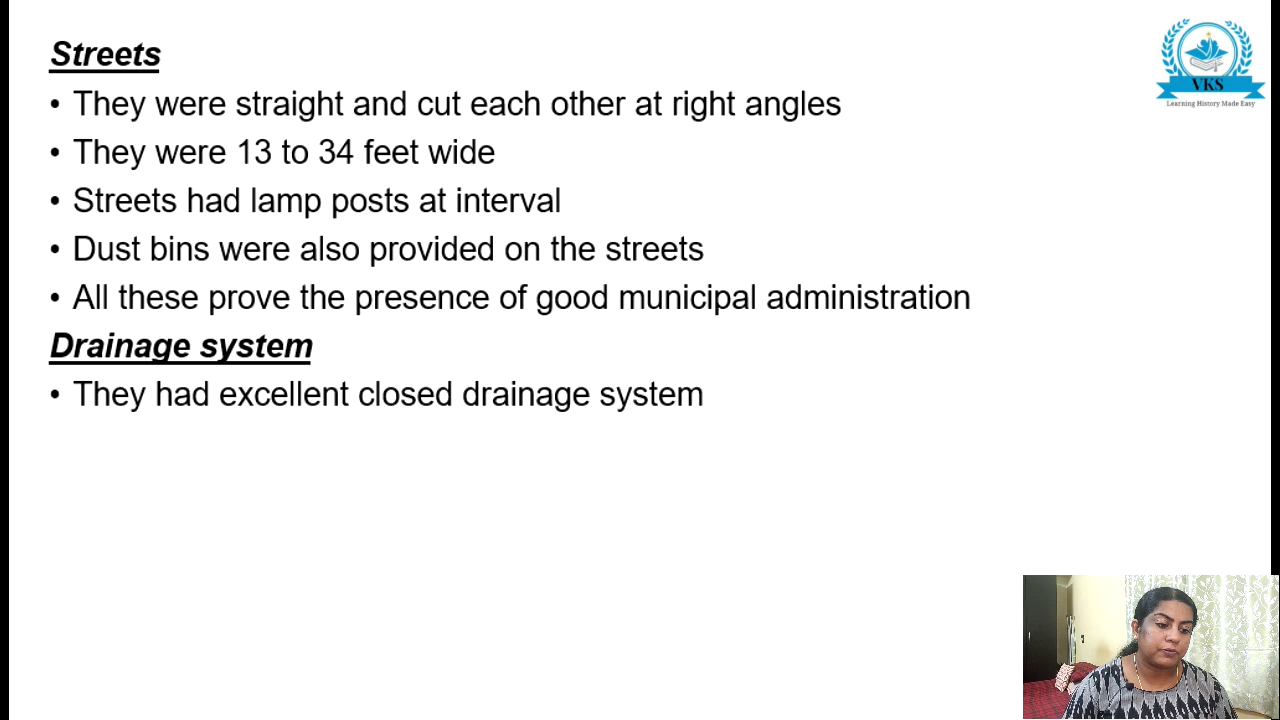 Streets
• They were straight and cut each other at right angles
• They were 13 to 34 feet wide
• Streets had lamp posts at interval
• Dust bins were also provided on the streets
• All these prove the presence of good municipal administration
Drainage system
• They had excellent closed drainage system
VKS
Learning History Made Easy